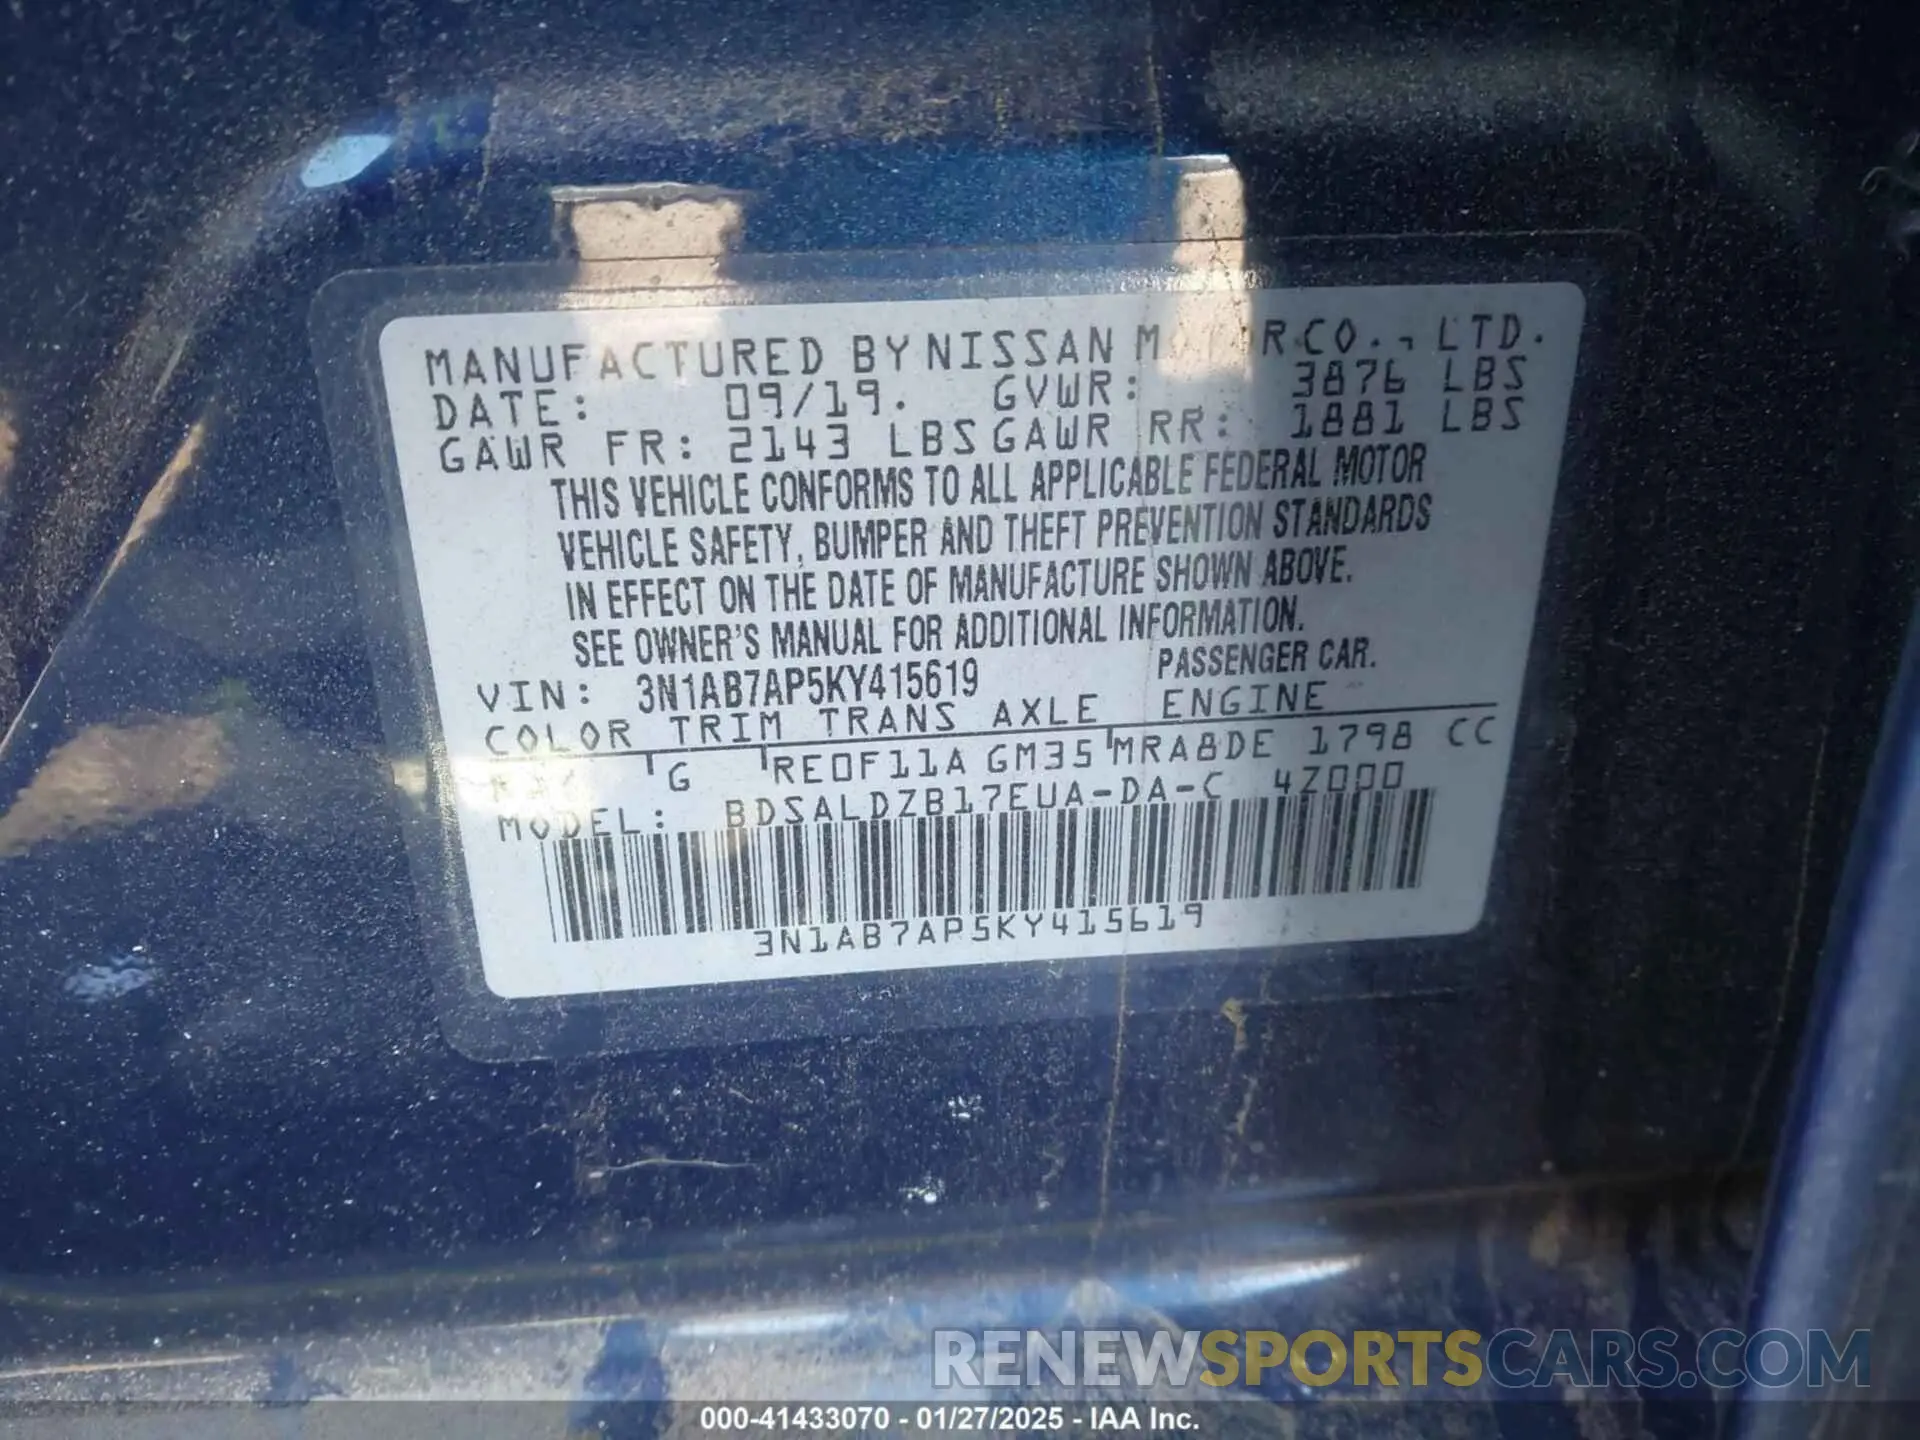 MANUFACTURED BY NISSAN MOTOR CO., LTD.
DATE: 09/19. GVWR: 3876 LBS
GAWR FR: 2143 LBS GAWR RR: 1881 LBS
THIS VEHICLE CONFORMS TO ALL APPLICABLE FEDERAL MOTOR
VEHICLE SAFETY, BUMPER AND THEFT PREVENTION STANDARDS
IN EFFECT ON THE DATE OF MANUFACTURE SHOWN ABOVE.
SEE OWNER'S MANUAL FOR ADDITIONAL INFORMATION.
VIN: 3N1AB7AP5KY415619 PASSENGER CAR.
COLOR TRIM TRANS AXLE ENGINE
G RE0F11A GM35 MRA8DE 1798 CC
MODEL: BDSALDZB17EUA-DA-C 4Z000
3N1AB7AP5KY415619
RENEWSPORTSCARS.COM
000-41433070 - 01/27/2025 - IAA Inc.